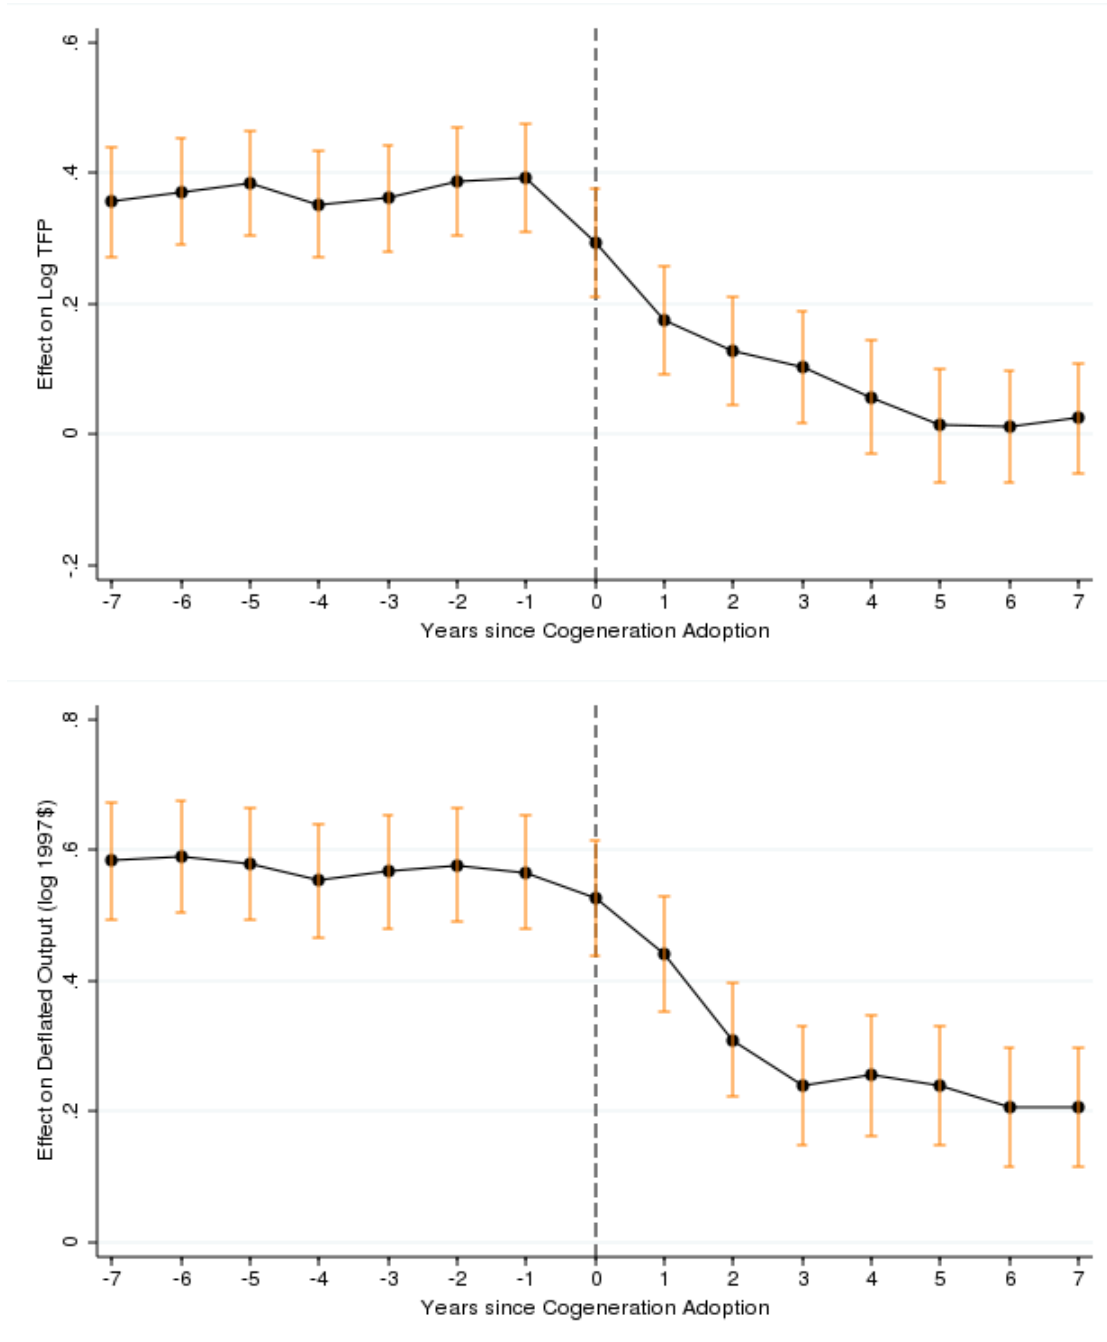 Effect on Log TFP
.6
.4
.2
0
-.2
-7 -6 -5 -4 -3 -2 -1 0 1 2 3 4 5 6 7
Years since Cogeneration Adoption
Effect on Deflated Output (log 1997$)
.8
.6
.4
.2
0
-7 -6 -5 -4 -3 -2 -1 0 1 2 3 4 5 6 7
Years since Cogeneration Adoption